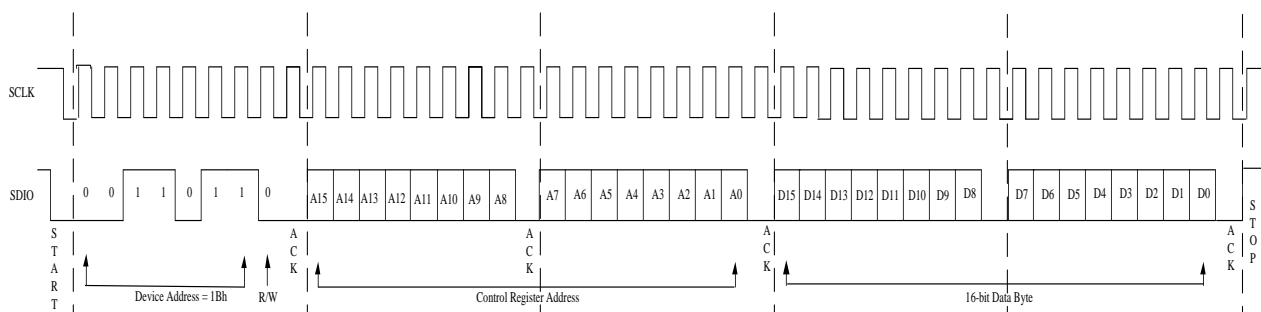 SCLK
SDIO
0 0 1 1 0 1 1 0
A15 A14 A13 A12 A11 A10 A9 A8
A7 A6 A5 A4 A3 A2 A1 A0
D15 D14 D13 D12 D11 D10 D9 D8
D7 D6 D5 D4 D3 D2 D1 D0
START
ACK
ACK
ACK
ACK
STOP
Device Address = 1Bh
R/W
Control Register Address
16-bit Data Byte